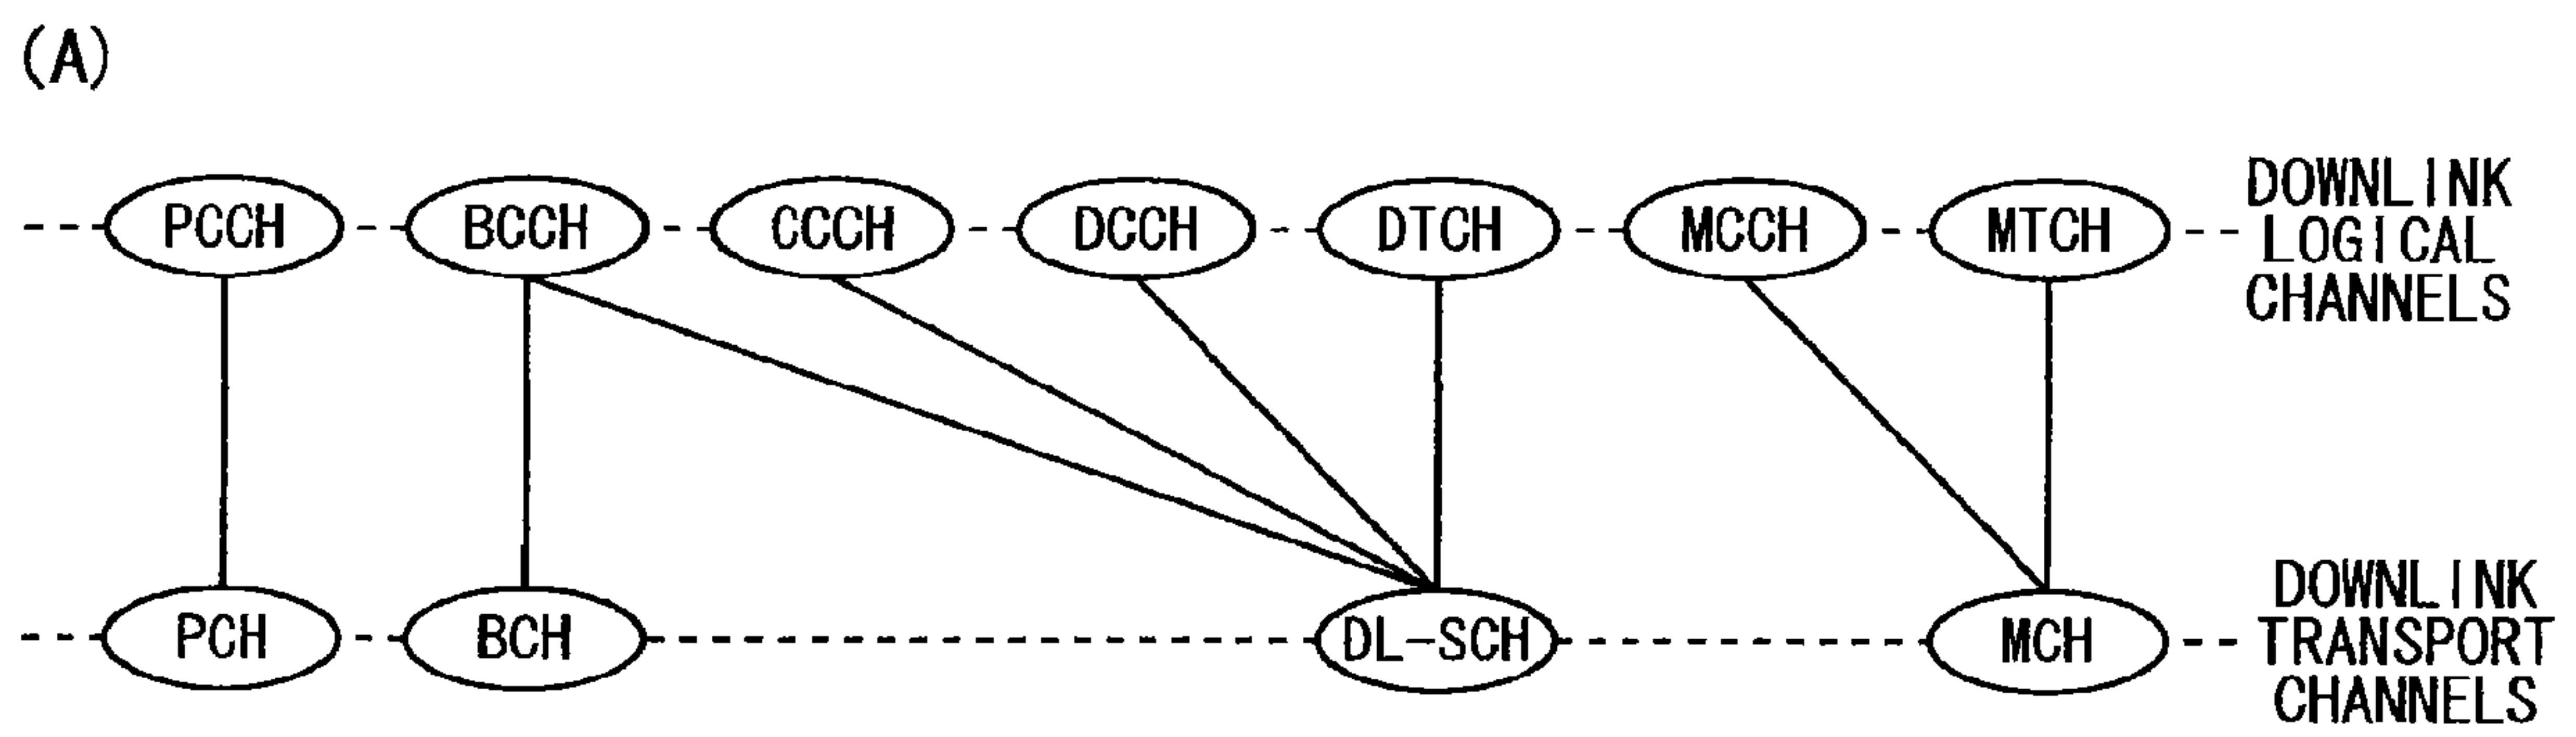 (A)
PCCH BCCH CCCH DCCH DTCH MCCH MTCH
DOWNLINK
LOGICAL
CHANNELS
PCH BCH DL-SCH MCH
DOWNLINK
TRANSPORT
CHANNELS